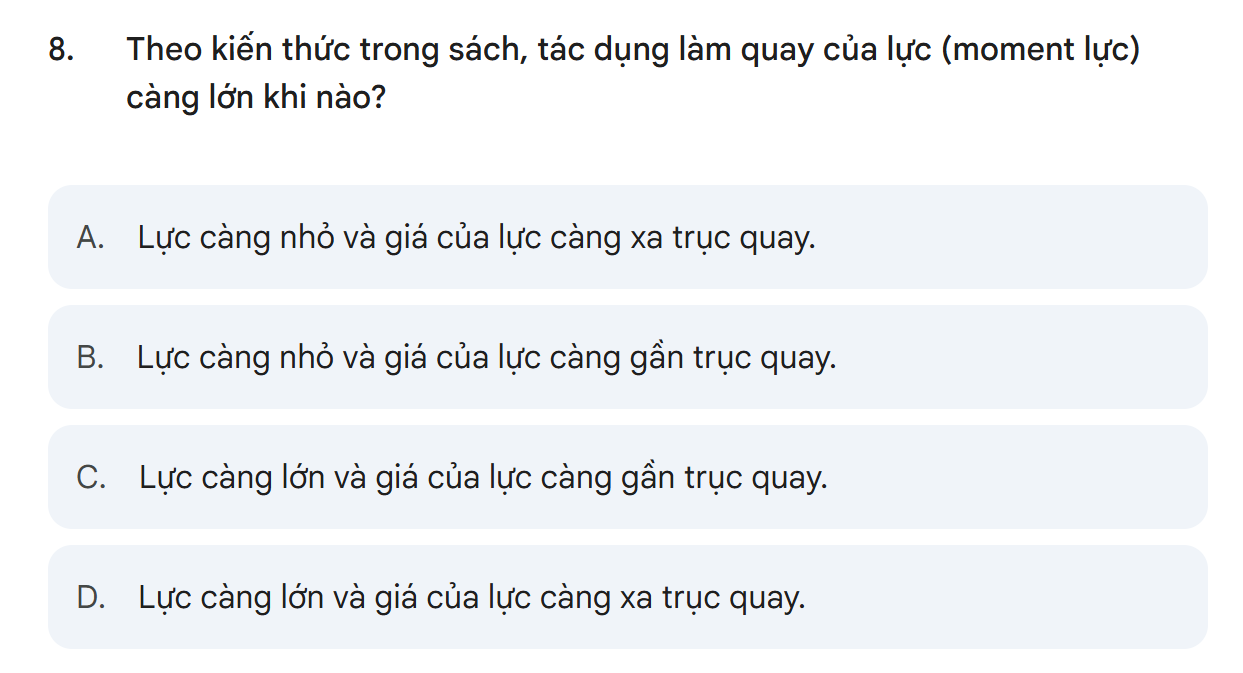 8. Theo kiến thức trong sách, tác dụng làm quay của lực (moment lực)
càng lớn khi nào?
A. Lực càng nhỏ và giá của lực càng xa trục quay.
B. Lực càng nhỏ và giá của lực càng gần trục quay.
C. Lực càng lớn và giá của lực càng gần trục quay.
D. Lực càng lớn và giá của lực càng xa trục quay.